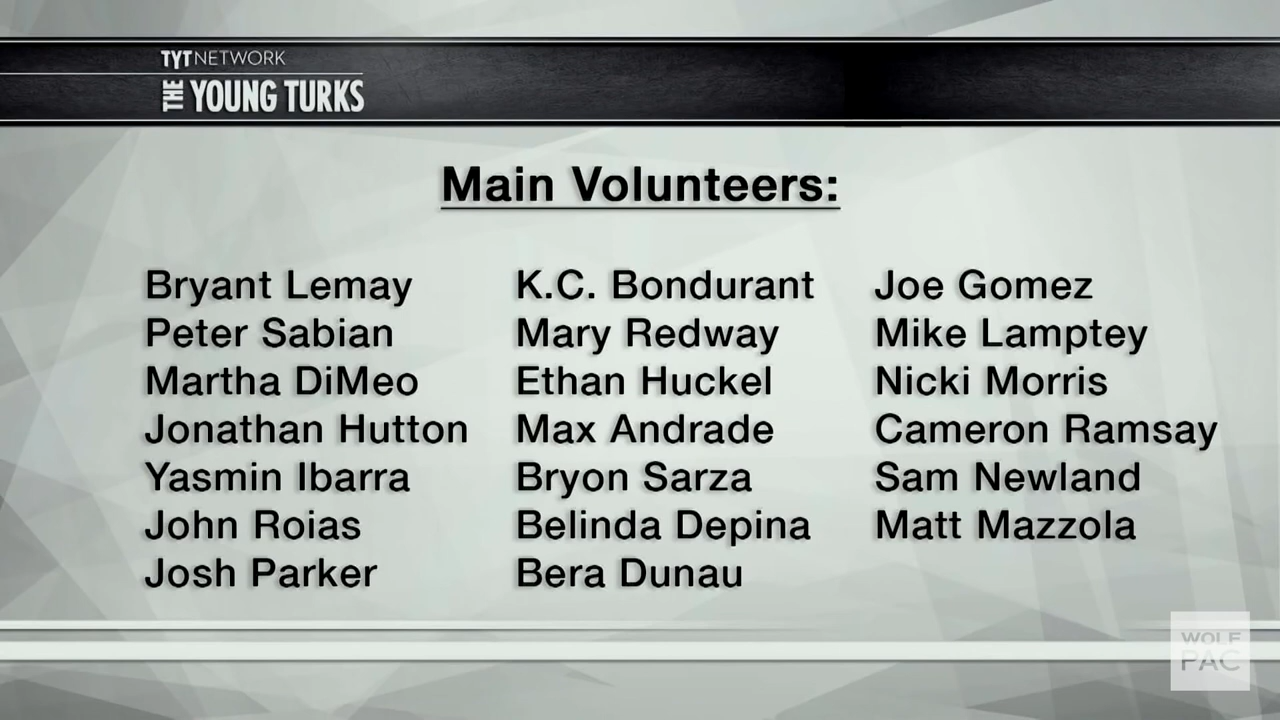 TYT NETWORK
THE YOUNG TURKS
Main Volunteers:
Bryant Lemay
Peter Sabian
Martha DiMeo
Jonathan Hutton
Yasmin Ibarra
John Roias
Josh Parker
K.C. Bondurant
Mary Redway
Ethan Huckel
Max Andrade
Bryon Sarza
Belinda Depina
Bera Dunau
Joe Gomez
Mike Lamptey
Nicki Morris
Cameron Ramsay
Sam Newland
Matt Mazzola
WOLF
PAC